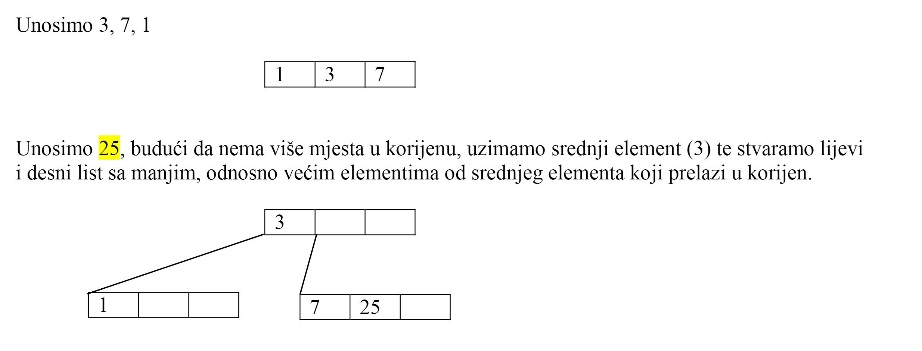 Unosimo 3, 7, 1
1 3 7
Unosimo 25, budući da nema više mjesta u korijenu, uzimamo srednji element (3) te stvaramo lijevi
i desni list sa manjim, odnosno većim elementima od srednjeg elementa koji prelazi u korijen.
3
1
7 25